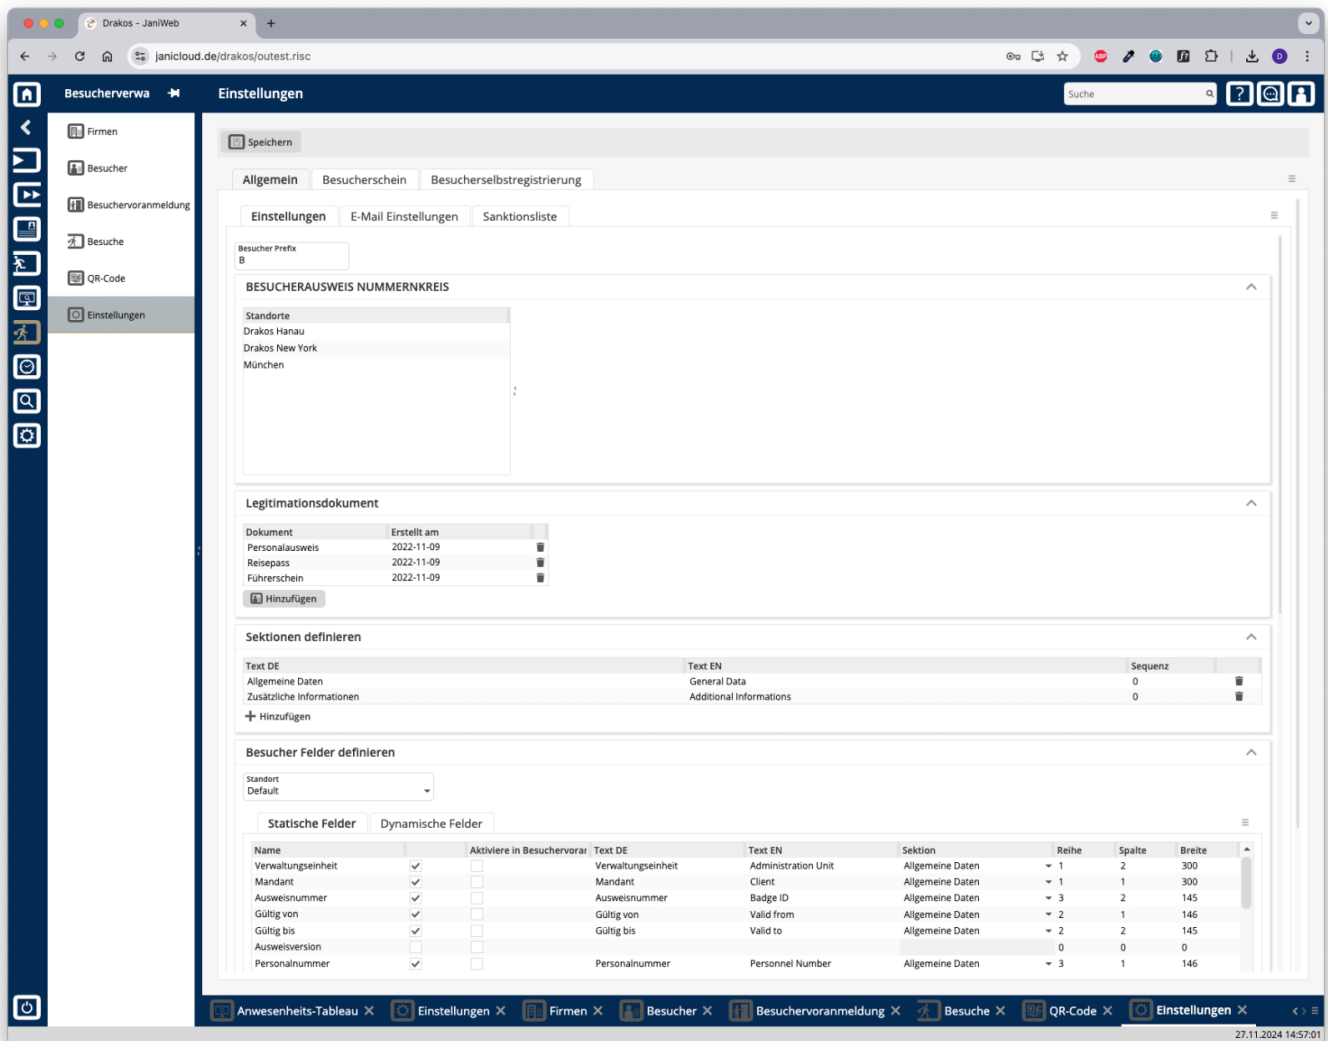 Drakos - JaniWeb
janicloud.de/drakos/outest.risc
ABP
D
Besucherverwa
Einstellungen
Suche
Firmen
Besucher
Besuchervoranmeldung
Besuche
QR-Code
Einstellungen
Speichern
Allgemein Besucherschein Besucherselbstregistrierung
Einstellungen E-Mail Einstellungen Sanktionsliste
Besucher Prefix
B
BESUCHERAUSWEIS NUMMERNKREIS
Standorte
Drakos Hanau
Drakos New York
München
Legitimationsdokument
Dokument Erstellt am
Personalausweis 2022-11-09
Reisepass 2022-11-09
Führerschein 2022-11-09
Hinzufügen
Sektionen definieren
Text DE Text EN Sequenz
Allgemeine Daten General Data 0
Zusätzliche Informationen Additional Informations 0
+ Hinzufügen
Besucher Felder definieren
Standort
Default
Statische Felder Dynamische Felder
Name Aktiviere in Besuchervorar Text DE Text EN Sektion Reihe Spalte Breite
Verwaltungseinheit Verwaltungseinheit Administration Unit Allgemeine Daten 1 2 300
Mandant Mandant Client Allgemeine Daten 1 1 300
Ausweisnummer Ausweisnummer Badge ID Allgemeine Daten 3 2 145
Gültig von Gültig von Valid from Allgemeine Daten 2 1 146
Gültig bis Gültig bis Valid to Allgemeine Daten 2 2 145
Ausweisversion 0 0 0
Personalnummer Personalnummer Personnel Number Allgemeine Daten 3 1 146
Anwesenheits-Tableau Einstellungen Firmen Besucher Besuchervoranmeldung Besuche QR-Code Einstellungen
27.11.2024 14:57:01